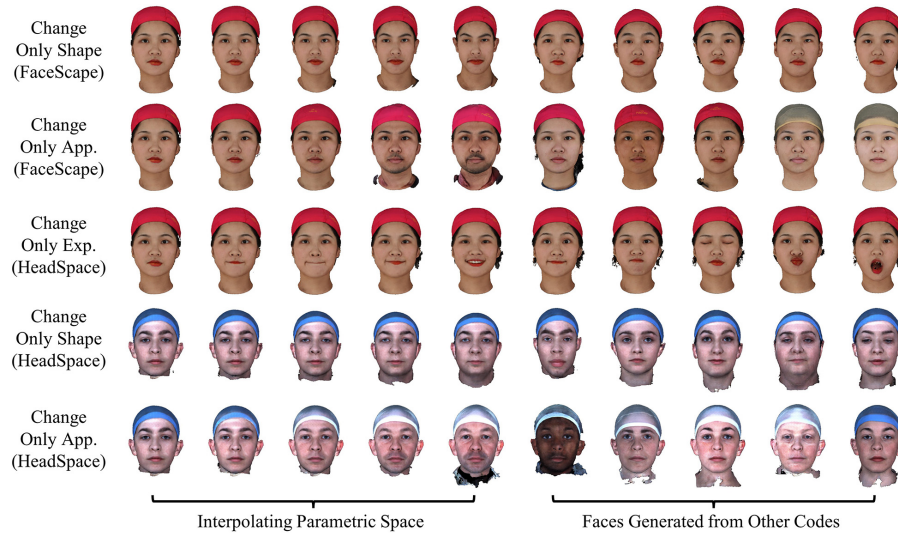 Change
Only Shape
(FaceScape)
Change
Only App.
(FaceScape)
Change
Only Exp.
(HeadSpace)
Change
Only Shape
(HeadSpace)
Change
Only App.
(HeadSpace)
Interpolating Parametric Space
Faces Generated from Other Codes